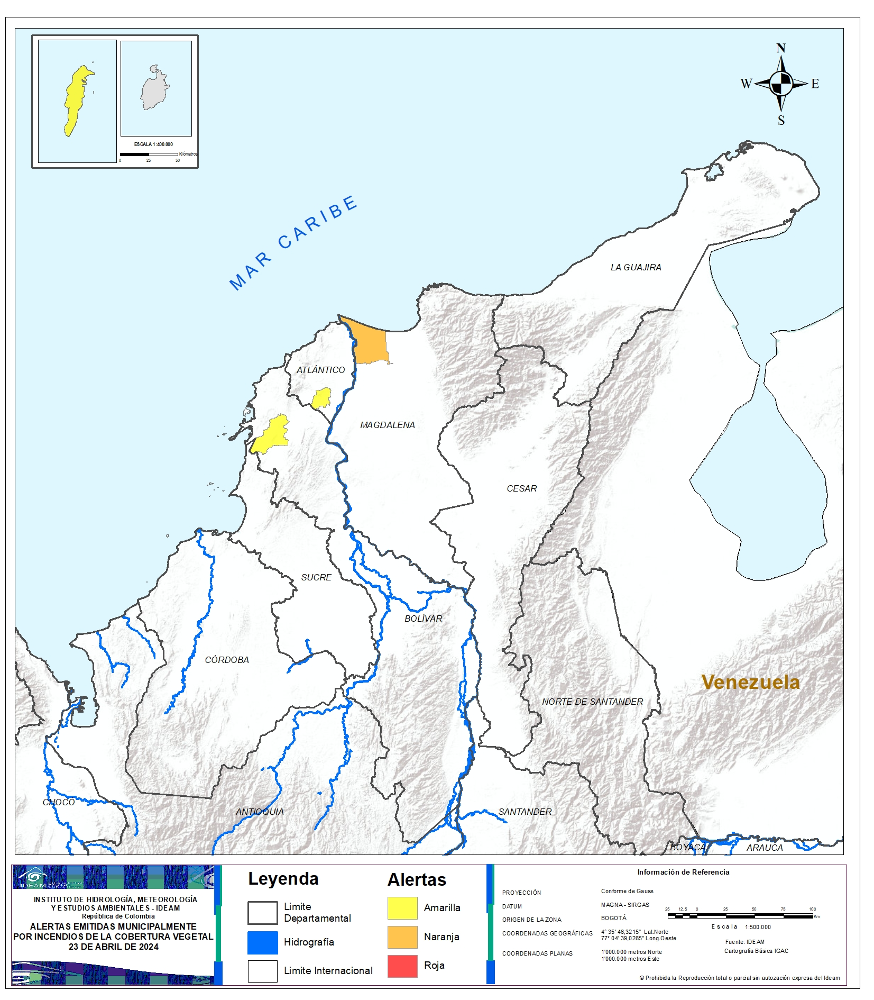 N
W
E
S
ESCALA 1:400.000
Kilómetros
0 25 50
MAR CARIBE
LA GUAJIRA
ATLÁNTICO
MAGDALENA
CESAR
SUCRE
BOLÍVAR
CÓRDOBA
Venezuela
NORTE DE SANTANDER
CHOCÓ
ANTIOQUIA
SANTANDER
BOYACÁ
ARAUCA
IDEAM
INSTITUTO DE HIDROLOGÍA, METEOROLOGÍA
Y ESTUDIOS AMBIENTALES - IDEAM
República de Colombia
ALERTAS EMITIDAS MUNICIPALMENTE
POR INCENDIOS DE LA COBERTURA VEGETAL
23 DE ABRIL DE 2024
Leyenda
Limite
Departamental
Hidrografía
Limite Internacional
Alertas
Amarilla
Naranja
Roja
Información de Referencia
PROYECCIÓN Conforme de Gauss
DATUM MAGNA - SIRGAS
ORIGEN DE LA ZONA BOGOTÁ
COORDENADAS GEOGRÁFICAS 4° 35' 46,3215" Lat.Norte
77° 04' 39,0285" Long.Oeste
COORDENADAS PLANAS 1'000.000 metros Norte
1'000.000 metros Este
25 12,5 0 25 50 75 100
Km
Escala 1:500.000
Fuente: IDEAM
Cartografía Básica IGAC
© Prohibida la Reproducción total o parcial sin autozación expresa del Ideam